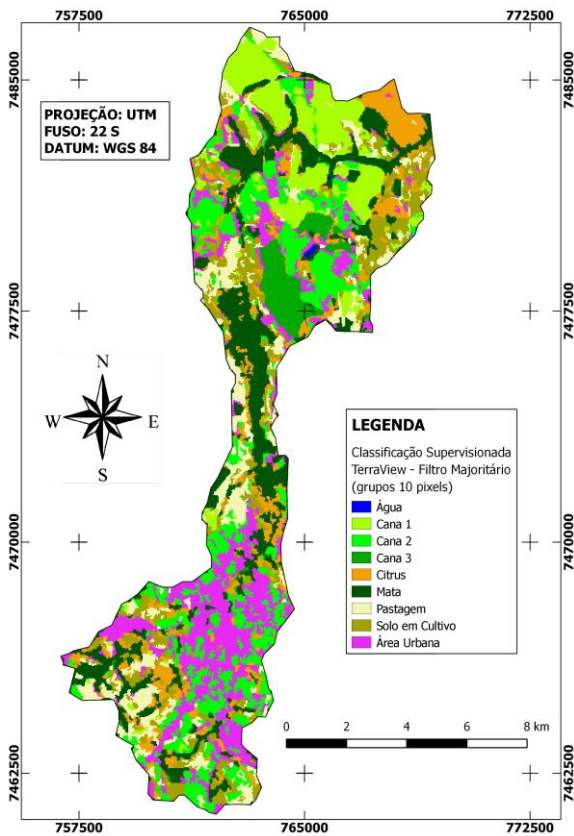 757500 765000 772500
7485000 7485000
PROJEÇÃO: UTM
FUSO: 22 S
DATUM: WGS 84
7477500 7477500
N
W E
S
LEGENDA
Classificação Supervisionada
TerraView - Filtro Majoritário
(grupos 10 pixels)
Água
Cana 1
Cana 2
Cana 3
Citrus
Mata
Pastagem
Solo em Cultivo
Área Urbana
7470000 7470000
0 2 4 6 8 km
7462500 7462500
757500 765000 772500